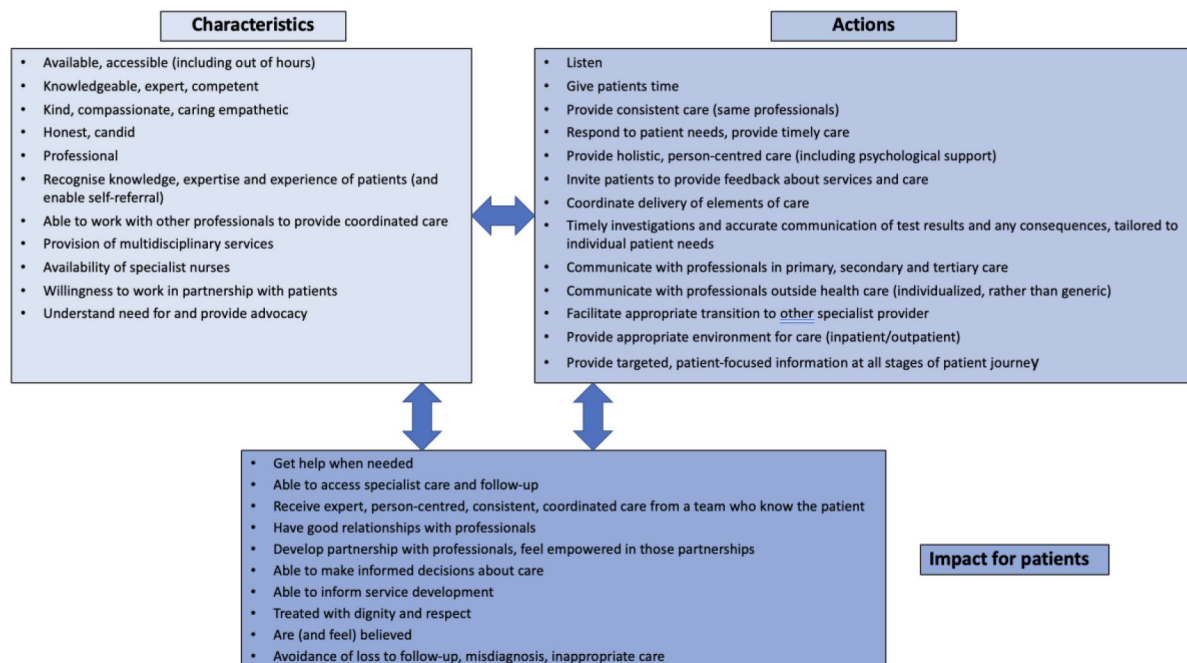 Characteristics
• Available, accessible (including out of hours)
• Knowledgeable, expert, competent
• Kind, compassionate, caring empathetic
• Honest, candid
• Professional
• Recognise knowledge, expertise and experience of patients (and
enable self-referral)
• Able to work with other professionals to provide coordinated care
• Provision of multidisciplinary services
• Availability of specialist nurses
• Willingness to work in partnership with patients
• Understand need for and provide advocacy
Actions
• Listen
• Give patients time
• Provide consistent care (same professionals)
• Respond to patient needs, provide timely care
• Provide holistic, person-centred care (including psychological support)
• Invite patients to provide feedback about services and care
• Coordinate delivery of elements of care
• Timely investigations and accurate communication of test results and any consequences, tailored to
individual patient needs
• Communicate with professionals in primary, secondary and tertiary care
• Communicate with professionals outside health care (individualized, rather than generic)
• Facilitate appropriate transition to other specialist provider
• Provide appropriate environment for care (inpatient/outpatient)
• Provide targeted, patient-focused information at all stages of patient journey
• Get help when needed
• Able to access specialist care and follow-up
• Receive expert, person-centred, consistent, coordinated care from a team who know the patient
• Have good relationships with professionals
• Develop partnership with professionals, feel empowered in those partnerships
• Able to make informed decisions about care
• Able to inform service development
• Treated with dignity and respect
• Are (and feel) believed
• Avoidance of loss to follow-up, misdiagnosis, inappropriate care
Impact for patients